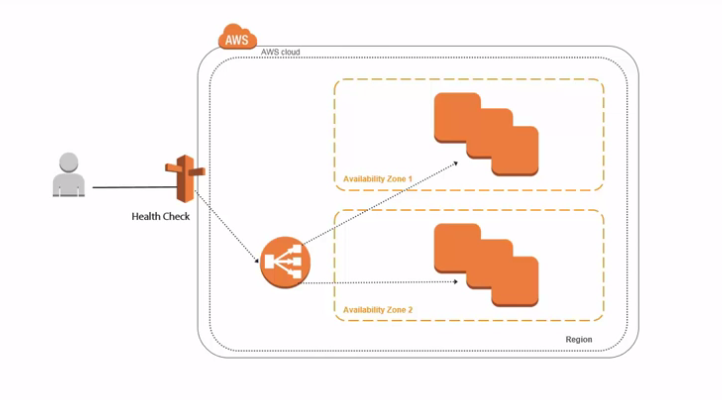 AWS
AWS cloud
Availability Zone 1
Health Check
Availability Zone 2
Region